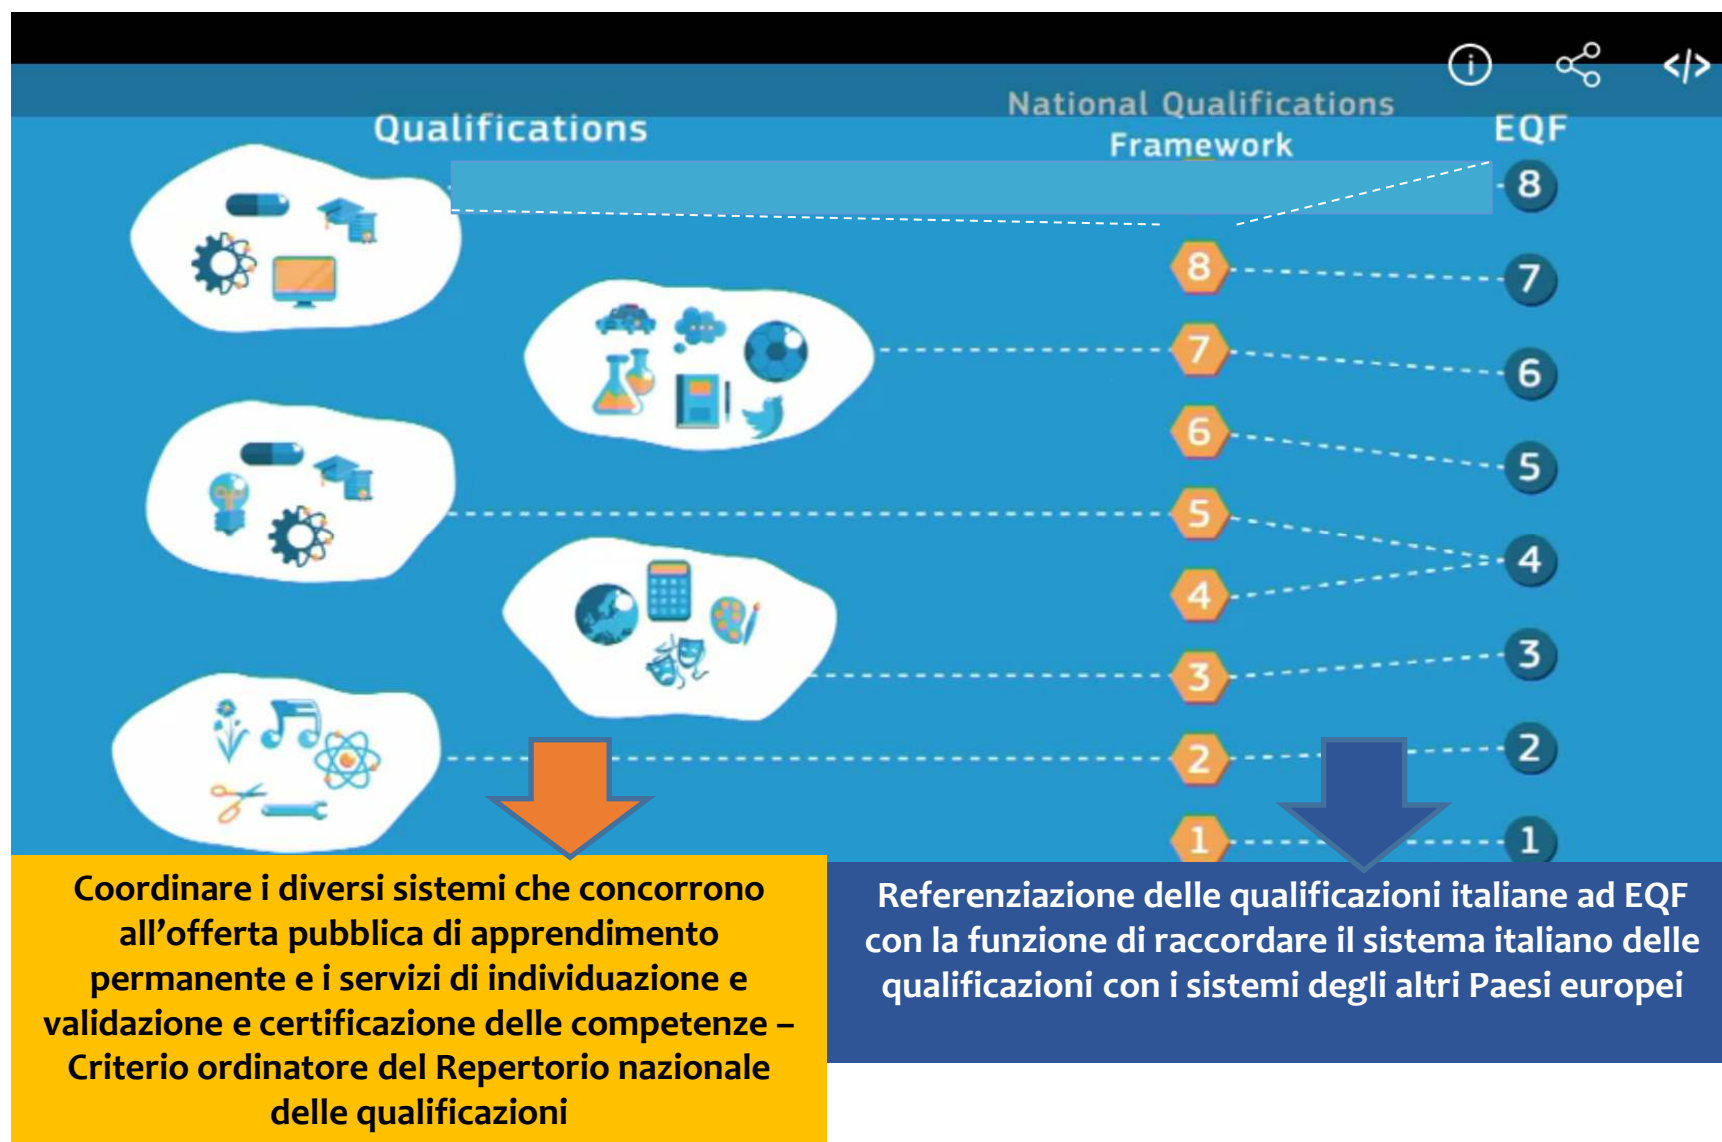 Qualifications
National Qualifications
Framework
EQF
8
8
7
7
6
6
5
5
4
4
3
3
2
2
1
1
Coordinare i diversi sistemi che concorrono
all’offerta pubblica di apprendimento
permanente e i servizi di individuazione e
validazione e certificazione delle competenze –
Criterio ordinatore del Repertorio nazionale
delle qualificazioni
Referenziazione delle qualificazioni italiane ad EQF
con la funzione di raccordare il sistema italiano delle
qualificazioni con i sistemi degli altri Paesi europei